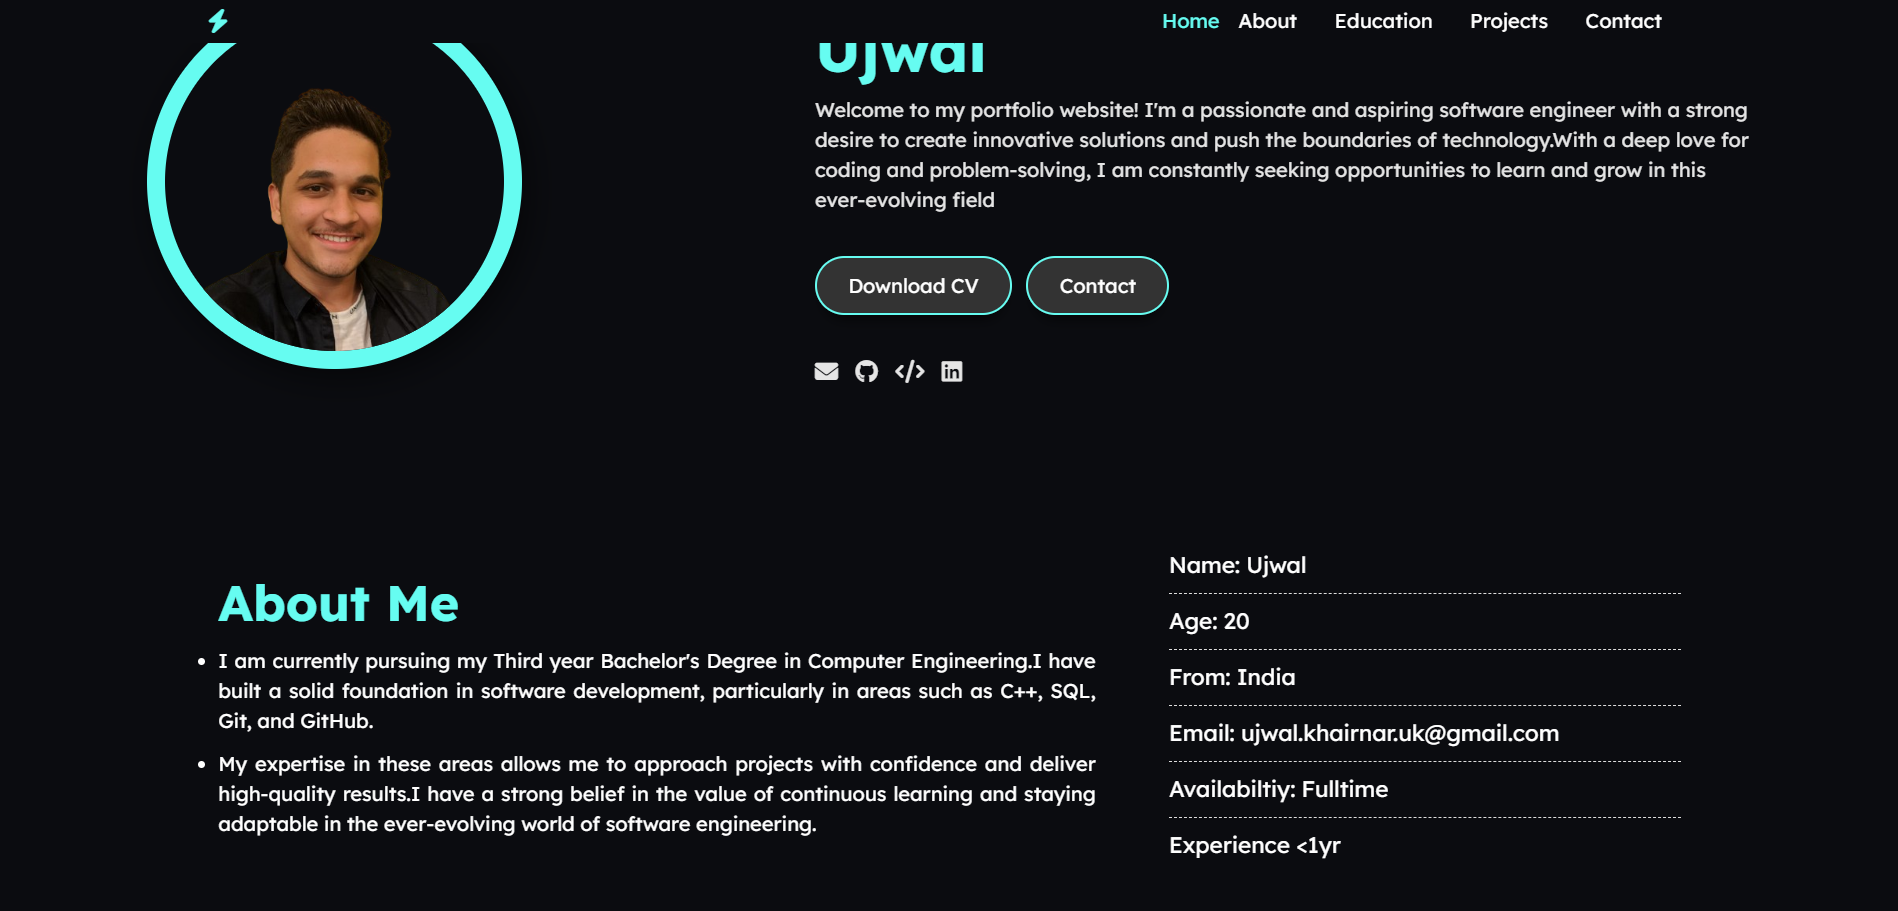 Home About Education Projects Contact
Ujwal
Welcome to my portfolio website! I'm a passionate and aspiring software engineer with a strong
desire to create innovative solutions and push the boundaries of technology.With a deep love for
coding and problem-solving, I am constantly seeking opportunities to learn and grow in this
ever-evolving field
Download CV
Contact
About Me
I am currently pursuing my Third year Bachelor's Degree in Computer Engineering.I have
built a solid foundation in software development, particularly in areas such as C++, SQL,
Git, and GitHub.
My expertise in these areas allows me to approach projects with confidence and deliver
high-quality results.I have a strong belief in the value of continuous learning and staying
adaptable in the ever-evolving world of software engineering.
Name: Ujwal
Age: 20
From: India
Email: ujwal.khairnar.uk@gmail.com
Availabiltiy: Fulltime
Experience <1yr